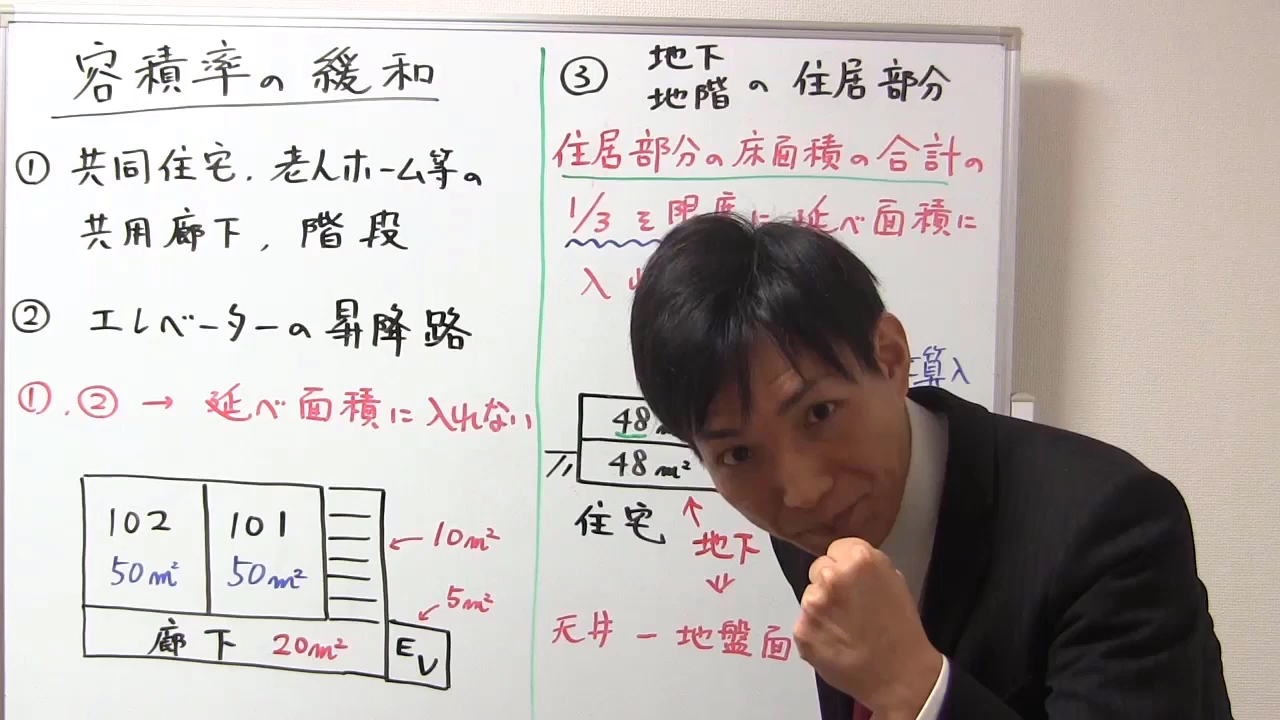 容積率の緩和
① 共同住宅、老人ホーム等の
共用廊下、階段
② エレベーターの昇降路
①、② → 延べ面積に入れない
102 101
50m² 50m²
10m²
5m²
廊下 20m²
EV
③ 地下
地階 の 住居部分
住居部分の床面積の合計の
1/3を限度に 延べ面積に
入れ
算入
48
48m²
住宅
↑
地下
天井 - 地盤面